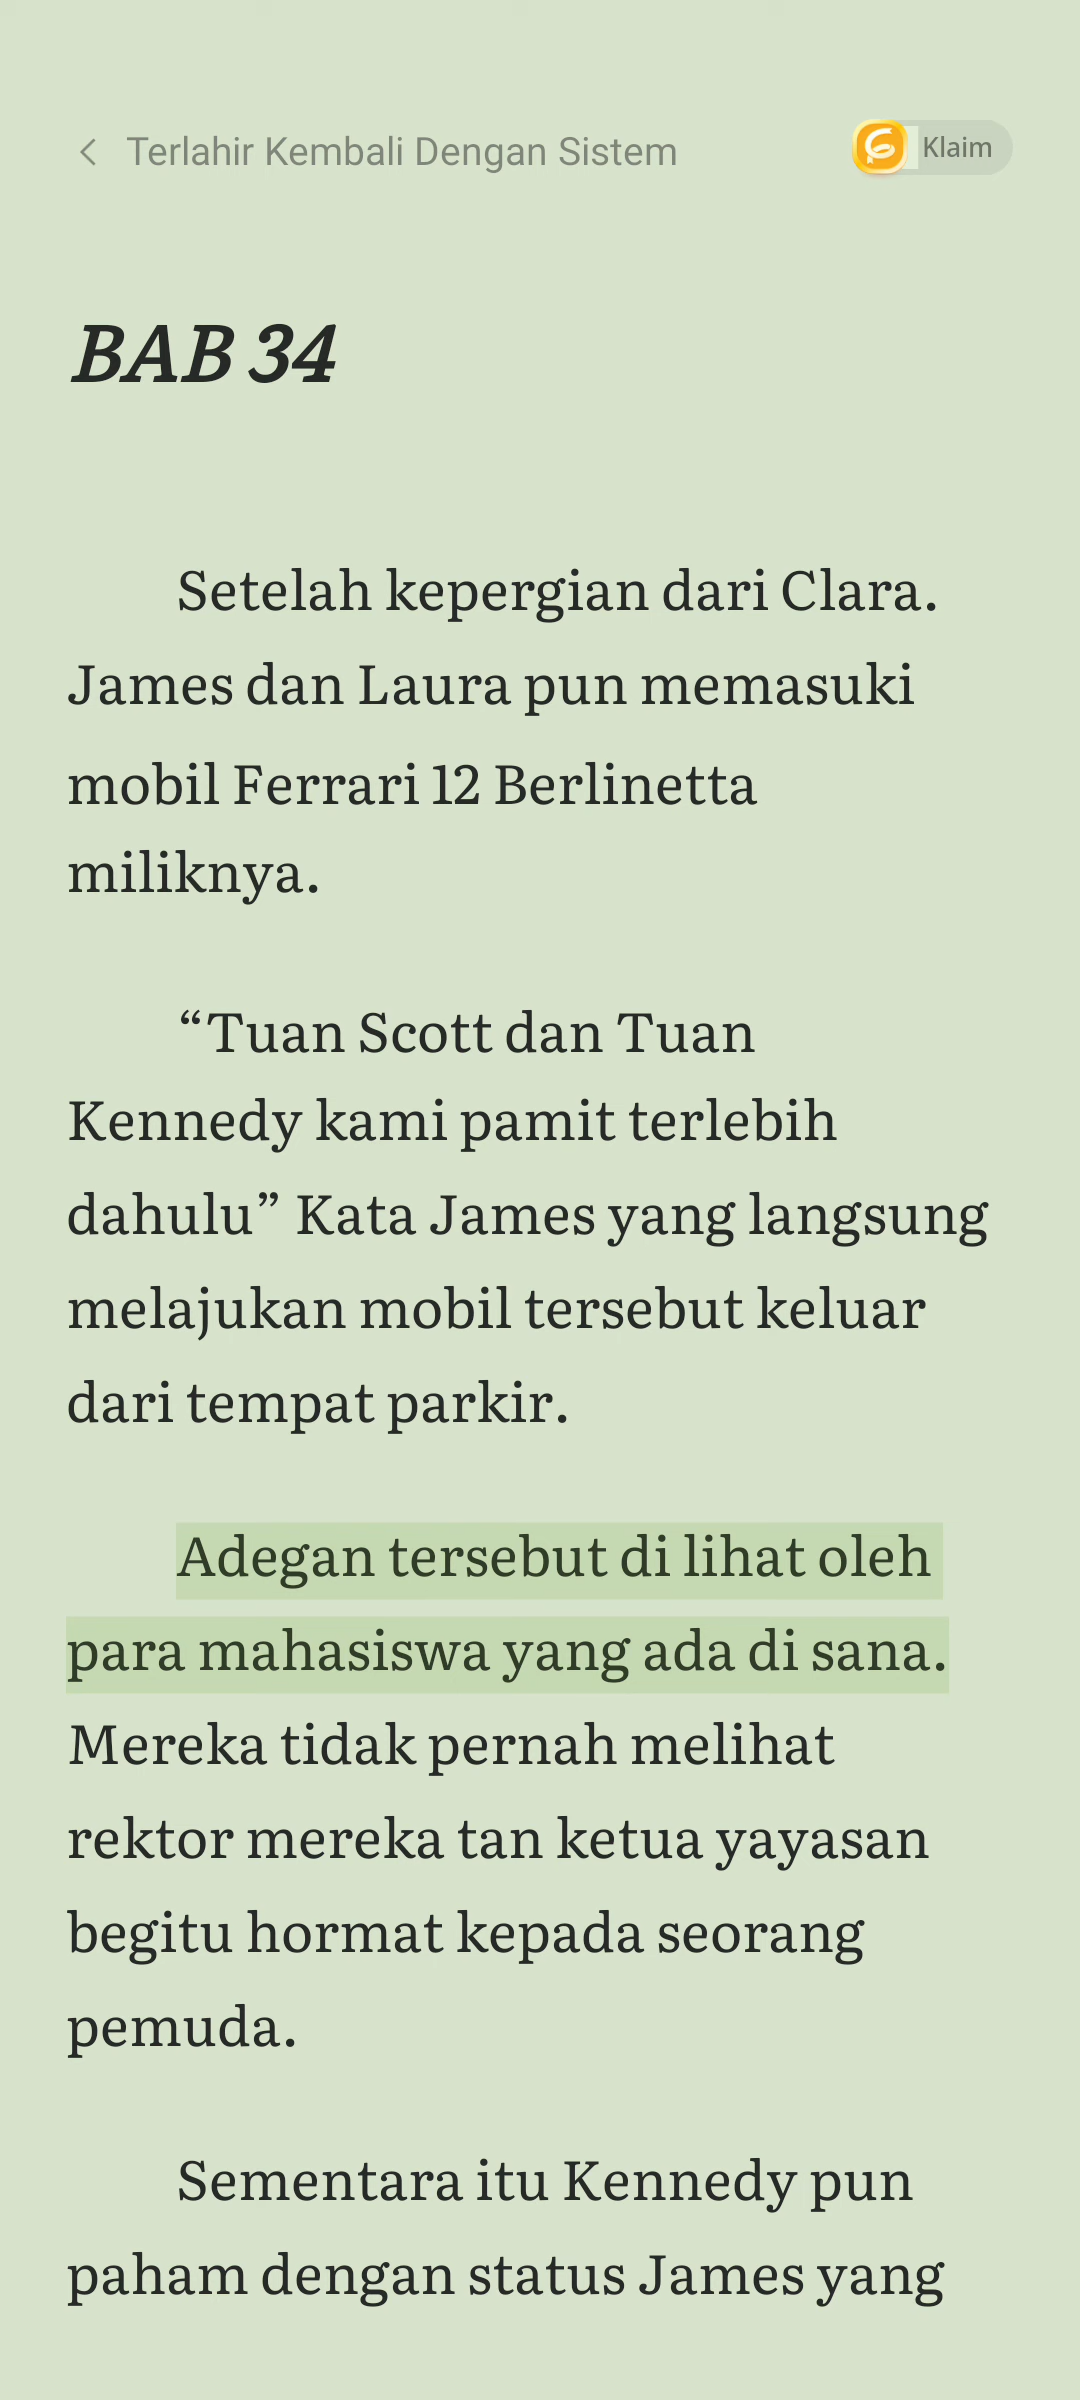 Terlahir Kembali Dengan Sistem
Klaim
BAB 34
Setelah kepergian dari Clara.
James dan Laura pun memasuki
mobil Ferrari 12 Berlinetta
miliknya.
“Tuan Scott dan Tuan
Kennedy kami pamit terlebih
dahulu” Kata James yang langsung
melajukan mobil tersebut keluar
dari tempat parkir.
Adegan tersebut di lihat oleh
para mahasiswa yang ada di sana.
Mereka tidak pernah melihat
rektor mereka tan ketua yayasan
begitu hormat kepada seorang
pemuda.
Sementara itu Kennedy pun
paham dengan status James yang